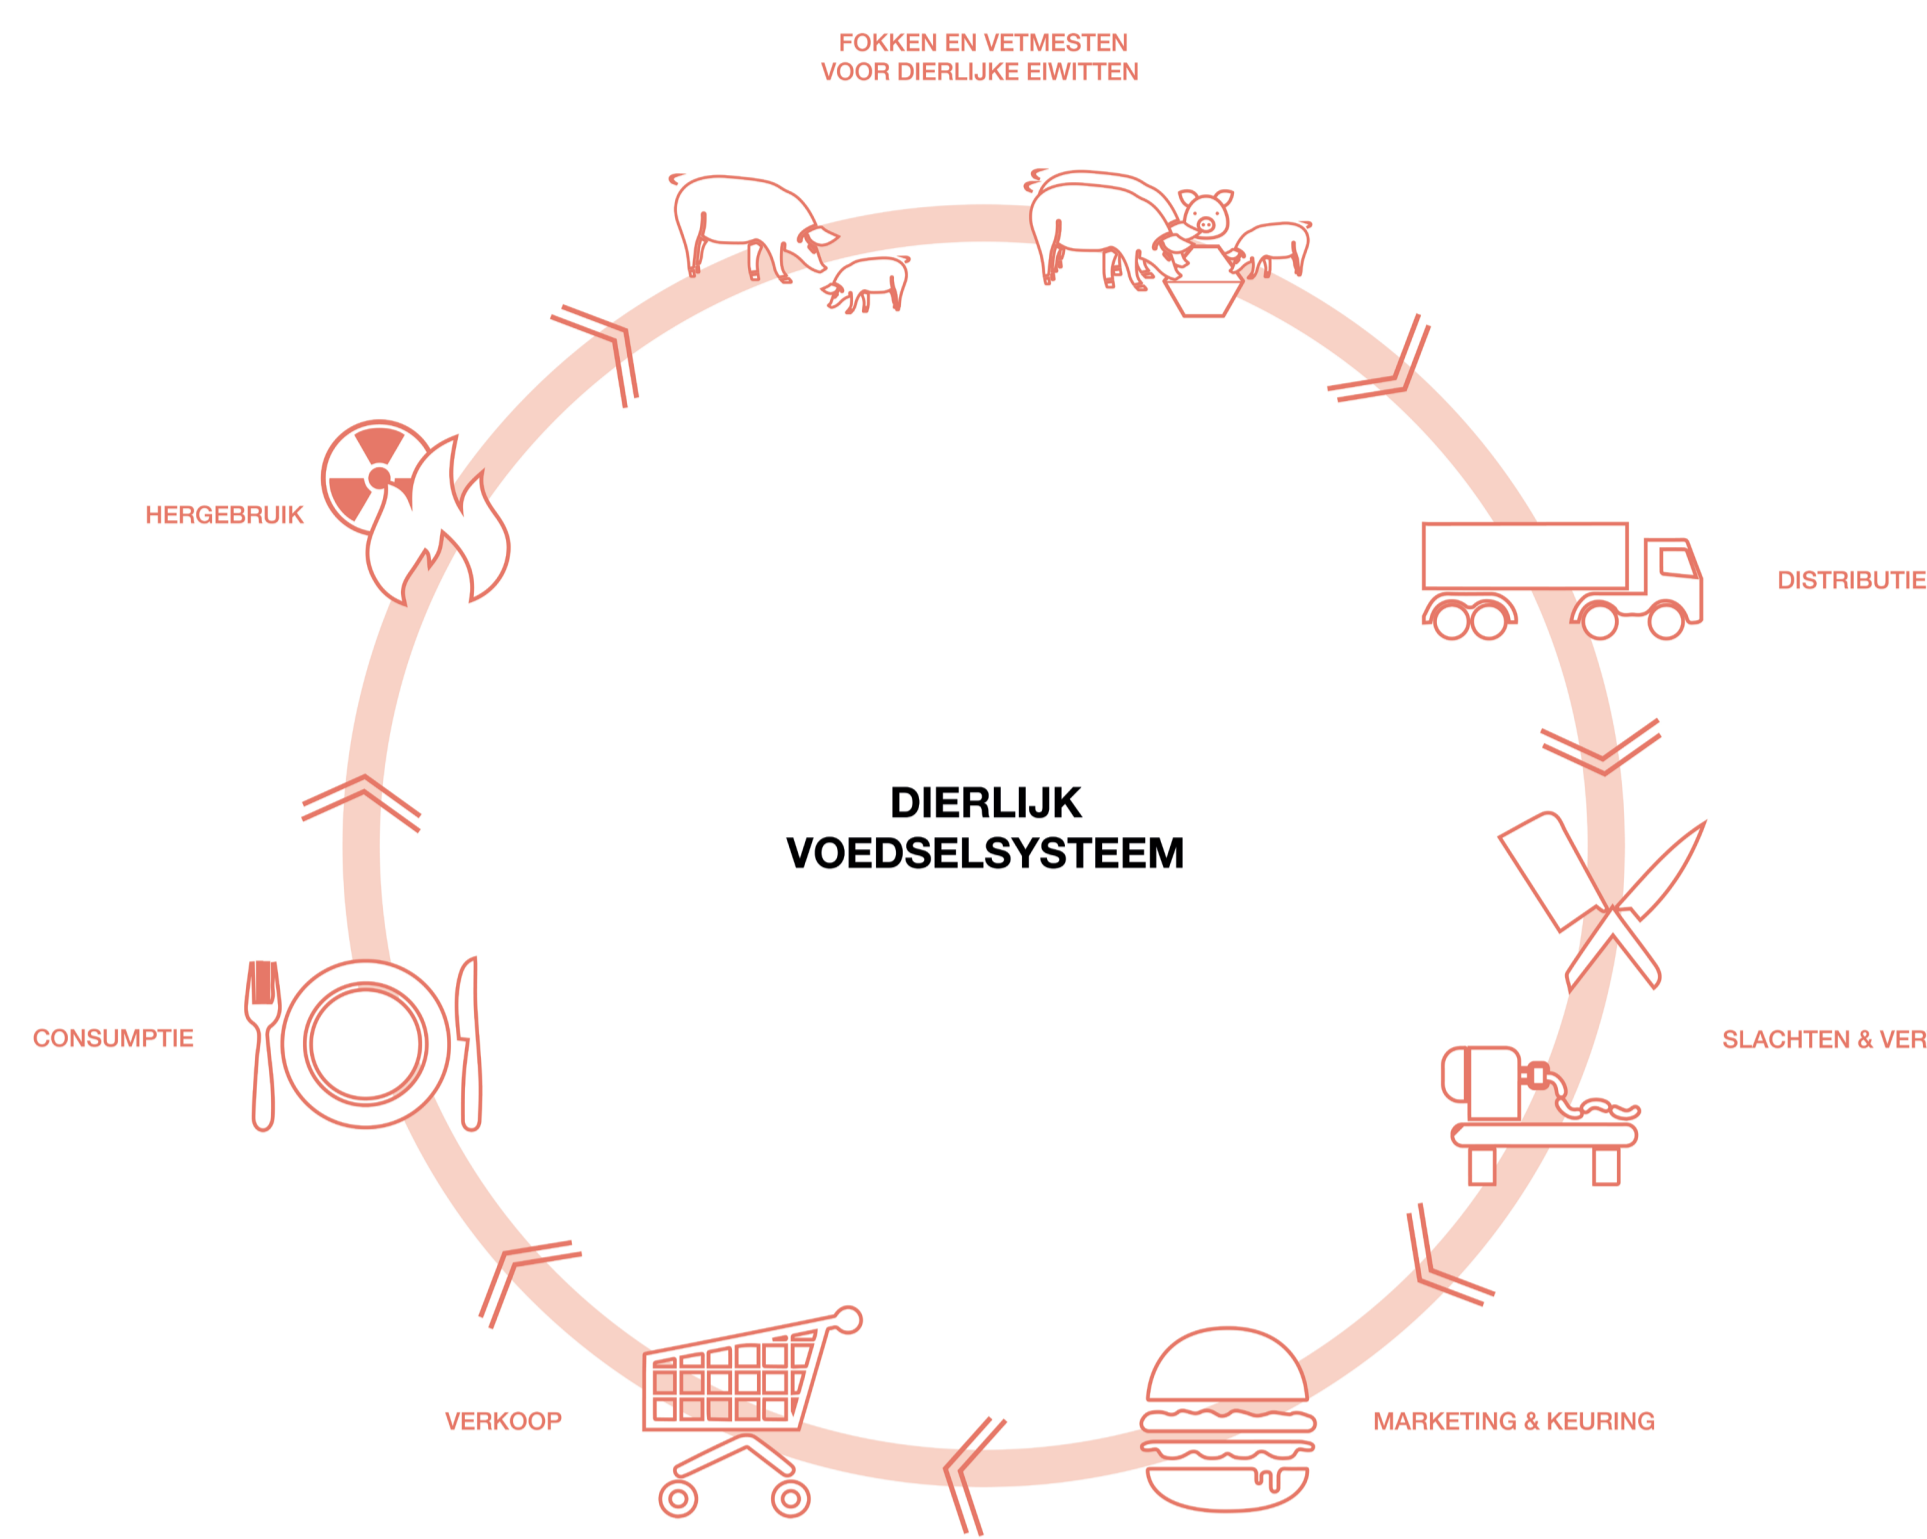 FOKKEN EN VETMESTEN
VOOR DIERLIJKE EIWITTEN
HERGEBRUIK
DISTRIBUTIE
DIERLIJK
VOEDSELSYSTEEM
CONSUMPTIE
SLACHTEN & VER
VERKOOP
MARKETING & KEURING